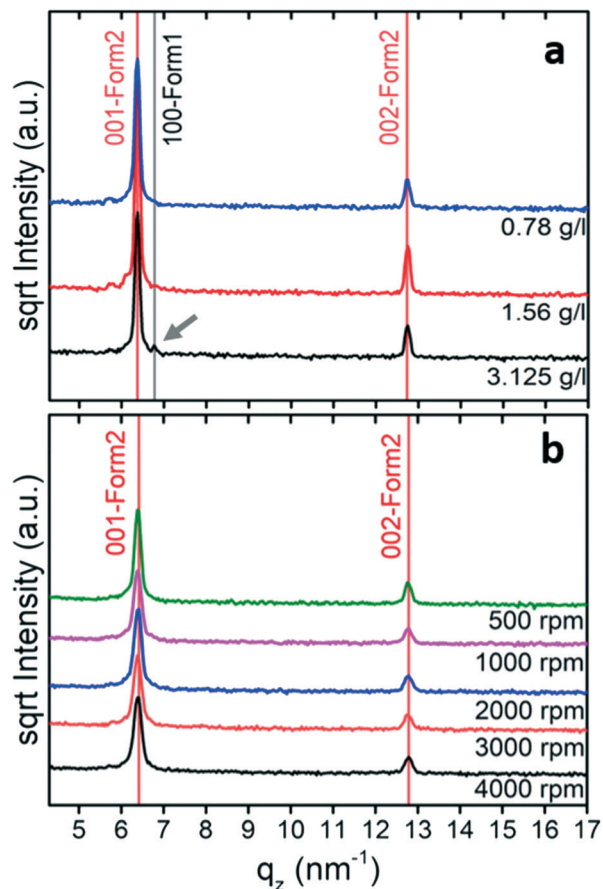 a
001-Form2
100-Form1
002-Form2
sqrt Intensity (a.u.)
0.78 g/l
1.56 g/l
3.125 g/l
b
001-Form2
002-Form2
sqrt Intensity (a.u.)
500 rpm
1000 rpm
2000 rpm
3000 rpm
4000 rpm
5 6 7 8 9 10 11 12 13 14 15 16 17
q_z (nm⁻¹)